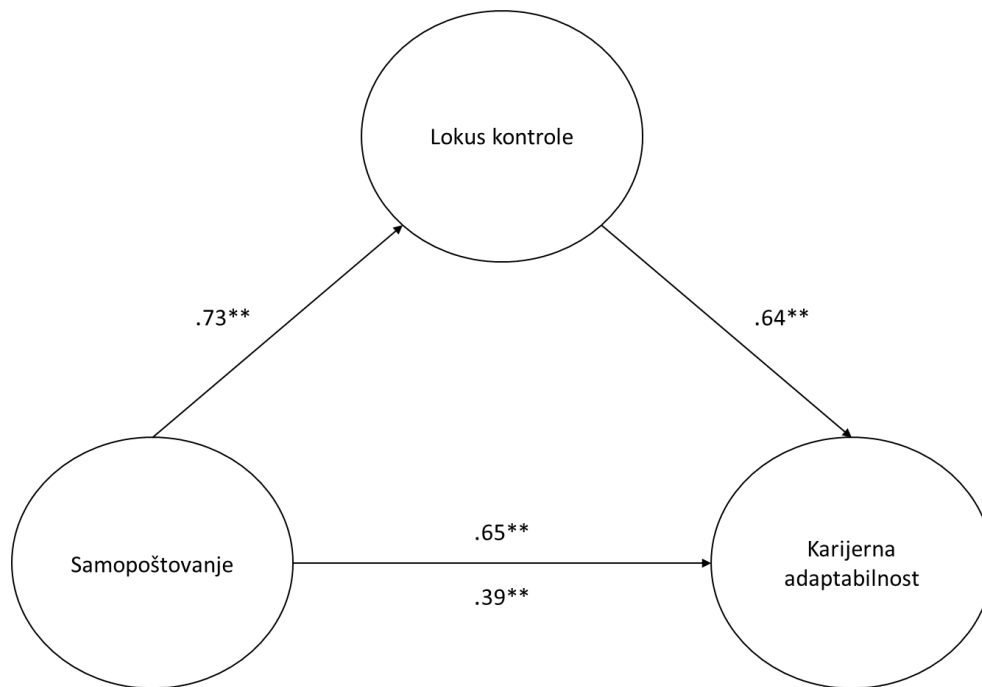 Lokus kontrole
.73**
.64**
Samopoštovanje
.65**
.39**
Karijerna
adaptabilnost